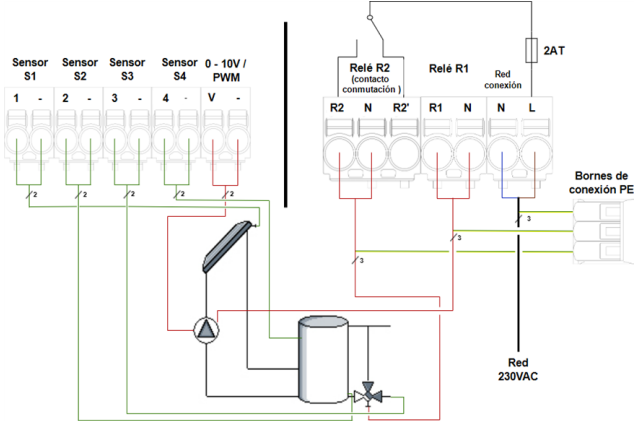 Sensor S1
Sensor S2
Sensor S3
Sensor S4
0 - 10V / PWM
1 -
2 -
3 -
4 -
V -
2
2
2
2
2
2AT
Relé R2
(contacto
conmutación )
Relé R1
Red
conexión
R2 N R2'
R1 N
N L
Bornes de
conexión PE
3
3
3
Red
230VAC